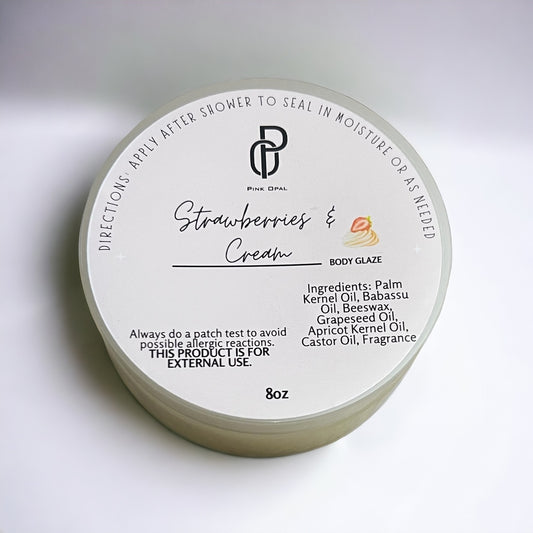 DIRECTIONS: APPLY AFTER SHOWER TO SEAL IN MOISTURE OR AS NEEDED
PINK OPAL
Strawberries &
Cream
BODY GLAZE
Ingredients: Palm
Kernel Oil, Babassu
Oil, Beeswax,
Grapeseed Oil,
Apricot Kernel Oil,
Castor Oil, Fragrance
Always do a patch test to avoid
possible allergic reactions.
THIS PRODUCT IS FOR
EXTERNAL USE.
8oz